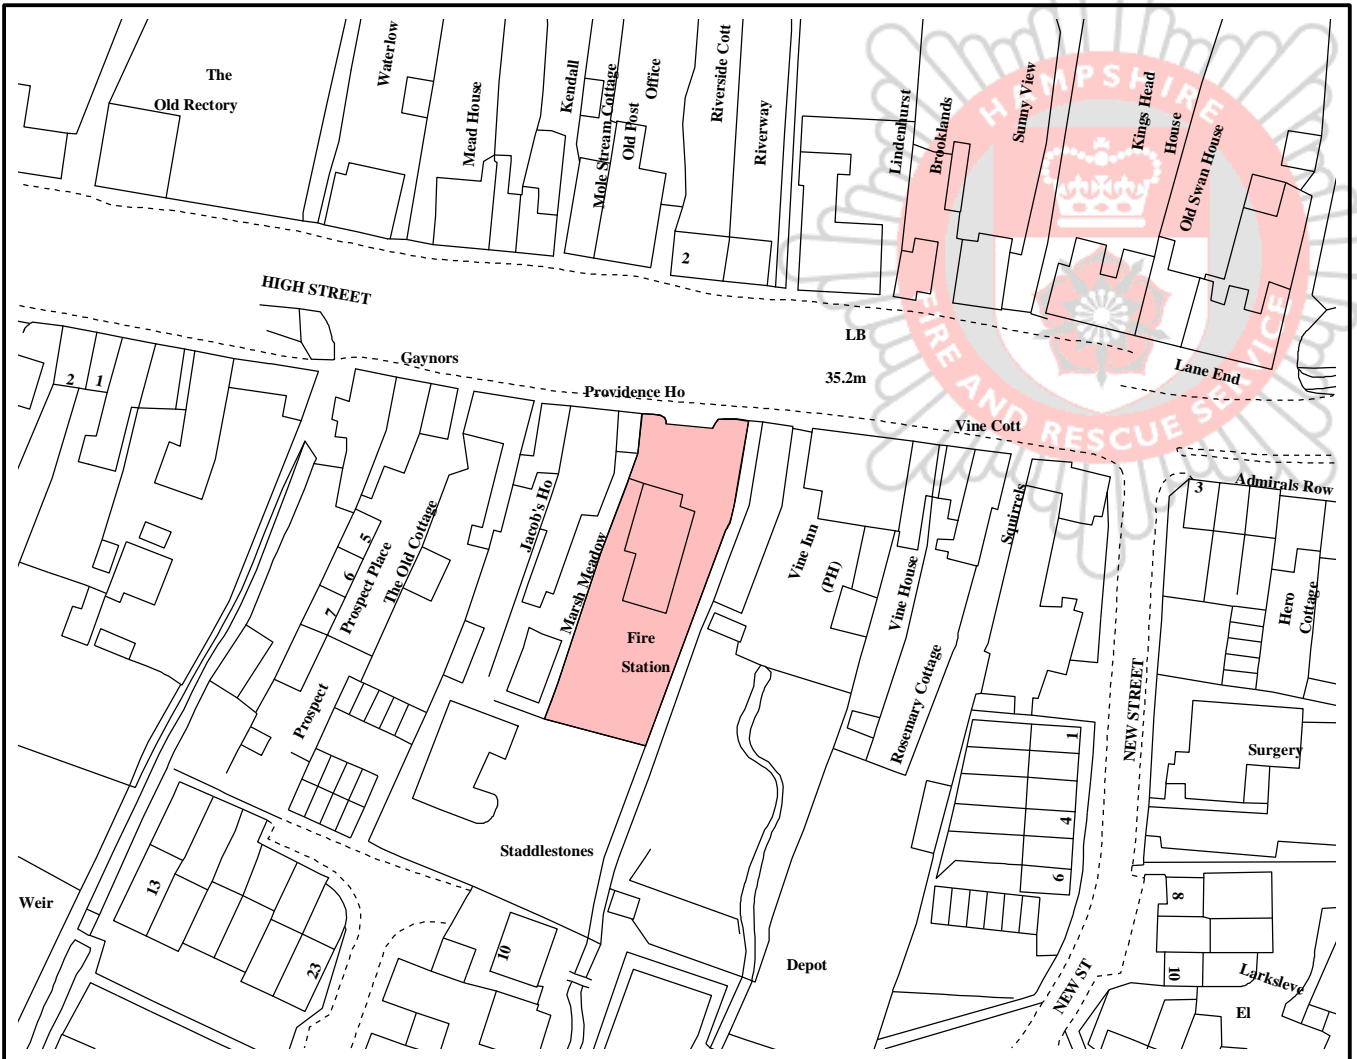 The
Old Rectory
Waterlow
Mead House
Kendall
Mole Stream Cottage
Old Post
Office
Riverside Cott
Riverway
Lindenhurst
Brooklands
Sunny View
Kings Head
House
Old Swan House
HAMPSHIRE
FIRE AND RESCUE SERVICE
2
HIGH STREET
LB
35.2m
Gaynors
Providence Ho
Lane End
Vine Cott
Admirals Row
2
1
3
5
6
7
Prospect Place
The Old Cottage
Jacob's Ho
Marsh Meadow
Fire
Station
Vine Inn
(PH)
Vine House
Rosemary Cottage
Squirrels
Hero
Cottage
NEW STREET
Surgery
Prospect
1
4
6
Staddlestones
13
23
10
Weir
Depot
8
10
NEW ST
Larksleve
El